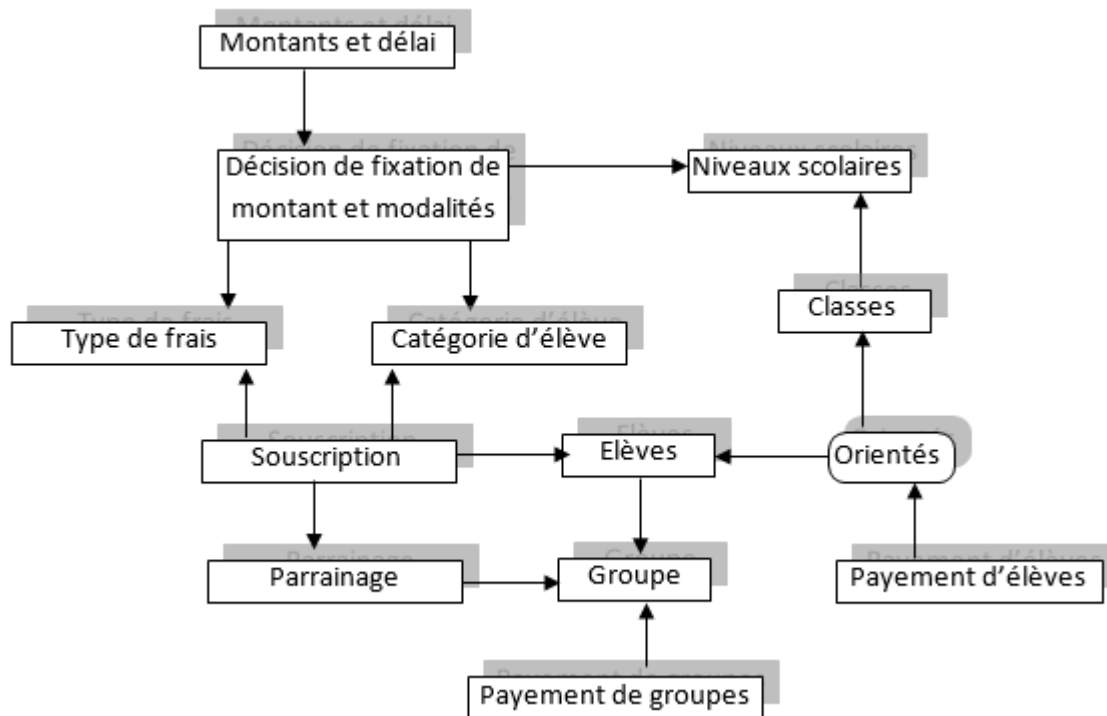 Montants et délai
Décision de fixation de
montant et modalités
Niveaux scolaires
Classes
Type de frais
Catégorie d'élève
Souscription
Elèves
Orientés
Parrainage
Groupe
Payement d'élèves
Payement de groupes